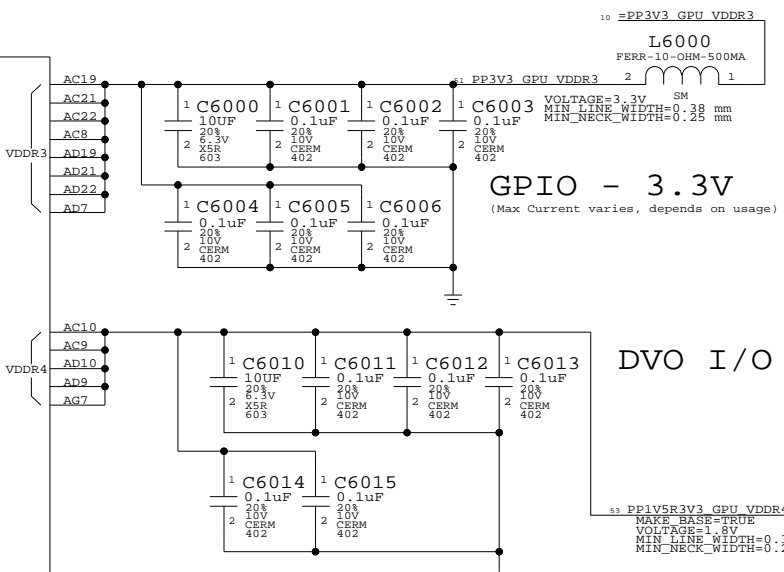 10 =PP3V3_GPU_VDDR3
L6000
FERR-10-OHM-500MA
2 1
SM
51 PP3V3_GPU_VDDR3
VOLTAGE=3.3V
MIN_LINE_WIDTH=0.38 mm
MIN_NECK_WIDTH=0.25 mm
VDDR3
AC19
AC21
AC22
AC8
AD19
AD21
AD22
AD7
1 C6000
10UF
20%
6.3V
2 X5R
603
1 C6001
0.1uF
20%
10V
2 CERM
402
1 C6002
0.1uF
20%
10V
2 CERM
402
1 C6003
0.1uF
20%
10V
2 CERM
402
GPIO - 3.3V
(Max Current varies, depends on usage)
1 C6004
0.1uF
20%
10V
2 CERM
402
1 C6005
0.1uF
20%
10V
2 CERM
402
1 C6006
0.1uF
20%
10V
2 CERM
402
VDDR4
AC10
AC9
AD10
AD9
AG7
1 C6010
10UF
20%
6.3V
2 X5R
603
1 C6011
0.1uF
20%
10V
2 CERM
402
1 C6012
0.1uF
20%
10V
2 CERM
402
1 C6013
0.1uF
20%
10V
2 CERM
402
DVO I/O
1 C6014
0.1uF
20%
10V
2 CERM
402
1 C6015
0.1uF
20%
10V
2 CERM
402
53 PP1V5R3V3_GPU_VDDR4
MAKE_BASE=TRUE
VOLTAGE=1.8V
MIN_LINE_WIDTH=0.
MIN_NECK_WIDTH=0.